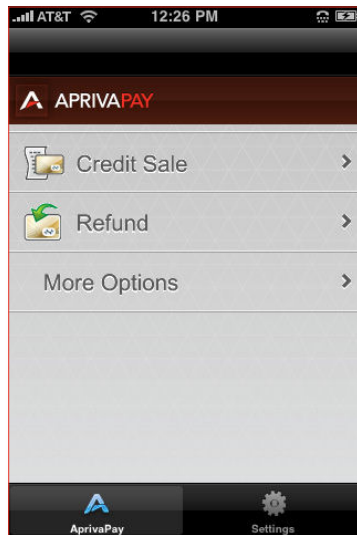 AT&T 12:26 PM
APRIVAPAY
Credit Sale
Refund
More Options
AprivaPay Settings